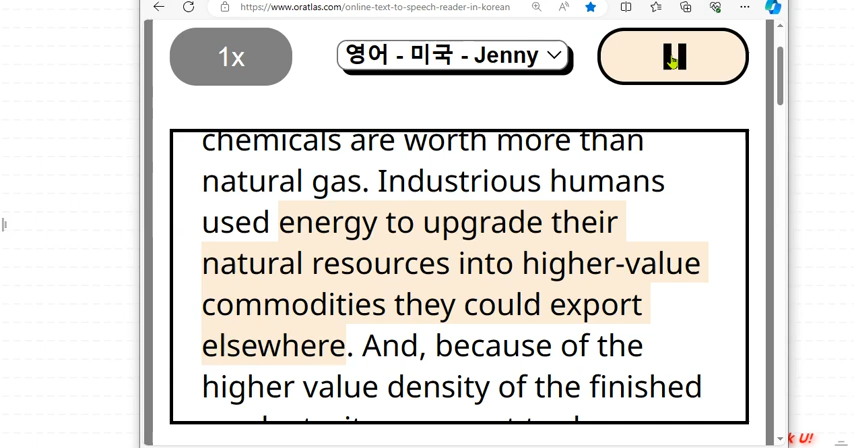 https://www.oratlas.com/online-text-to-speech-reader-in-korean
1x
영어 - 미국 - Jenny
chemicals are worth more than
natural gas. Industrious humans
used energy to upgrade their
natural resources into higher-value
commodities they could export
elsewhere. And, because of the
higher value density of the finished
k U!